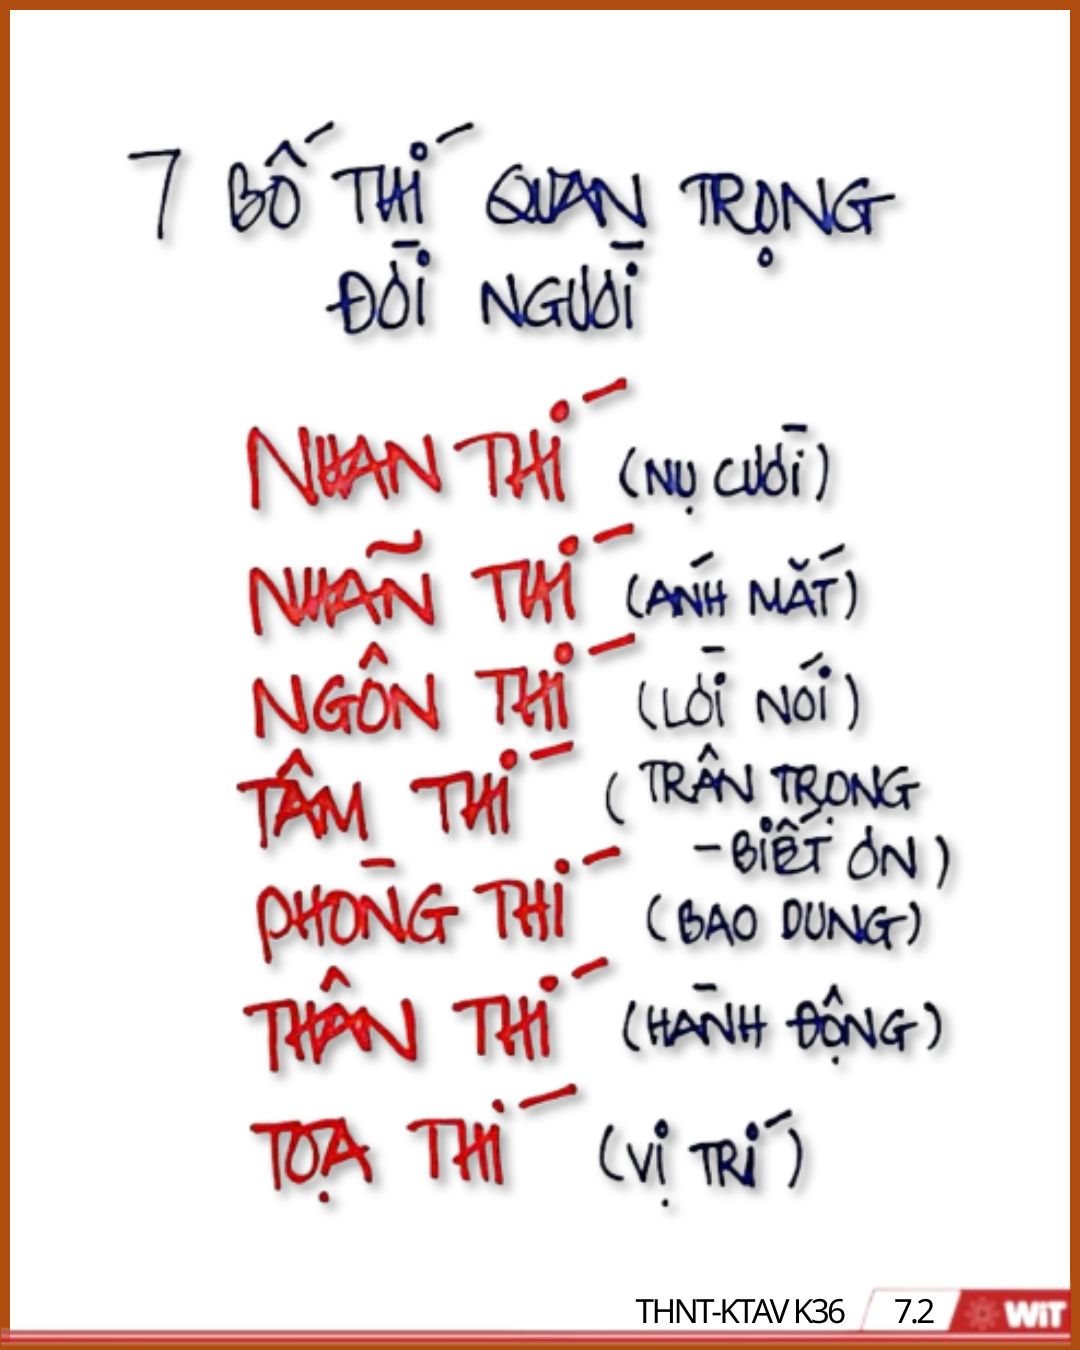 7 BỐ THÍ QUAN TRỌNG
ĐỜI NGƯỜI
NHAN THÍ (NỤ CƯỜI)
NHÃN THÍ (ÁNH MẮT)
NGÔN THÍ (LỜI NÓI)
TÂM THÍ (TRÂN TRỌNG
- BIẾT ƠN)
PHÒNG THÍ (BAO DUNG)
THÂN THÍ (HÀNH ĐỘNG)
TỌA THÍ (VỊ TRÍ)
THNT-KTAV K36 7.2 WiT